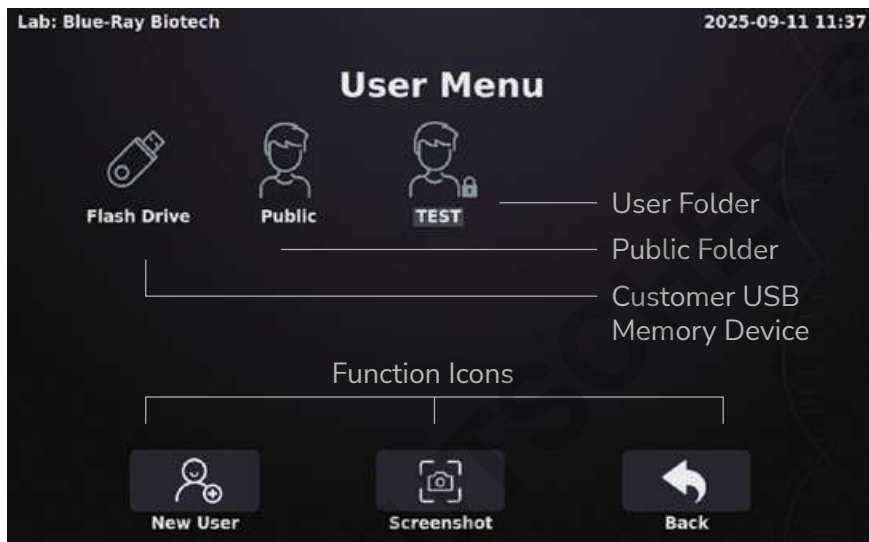 Lab: Blue-Ray Biotech
2025-09-11 11:37
User Menu
Flash Drive
Public
TEST
User Folder
Public Folder
Customer USB
Memory Device
Function Icons
New User
Screenshot
Back